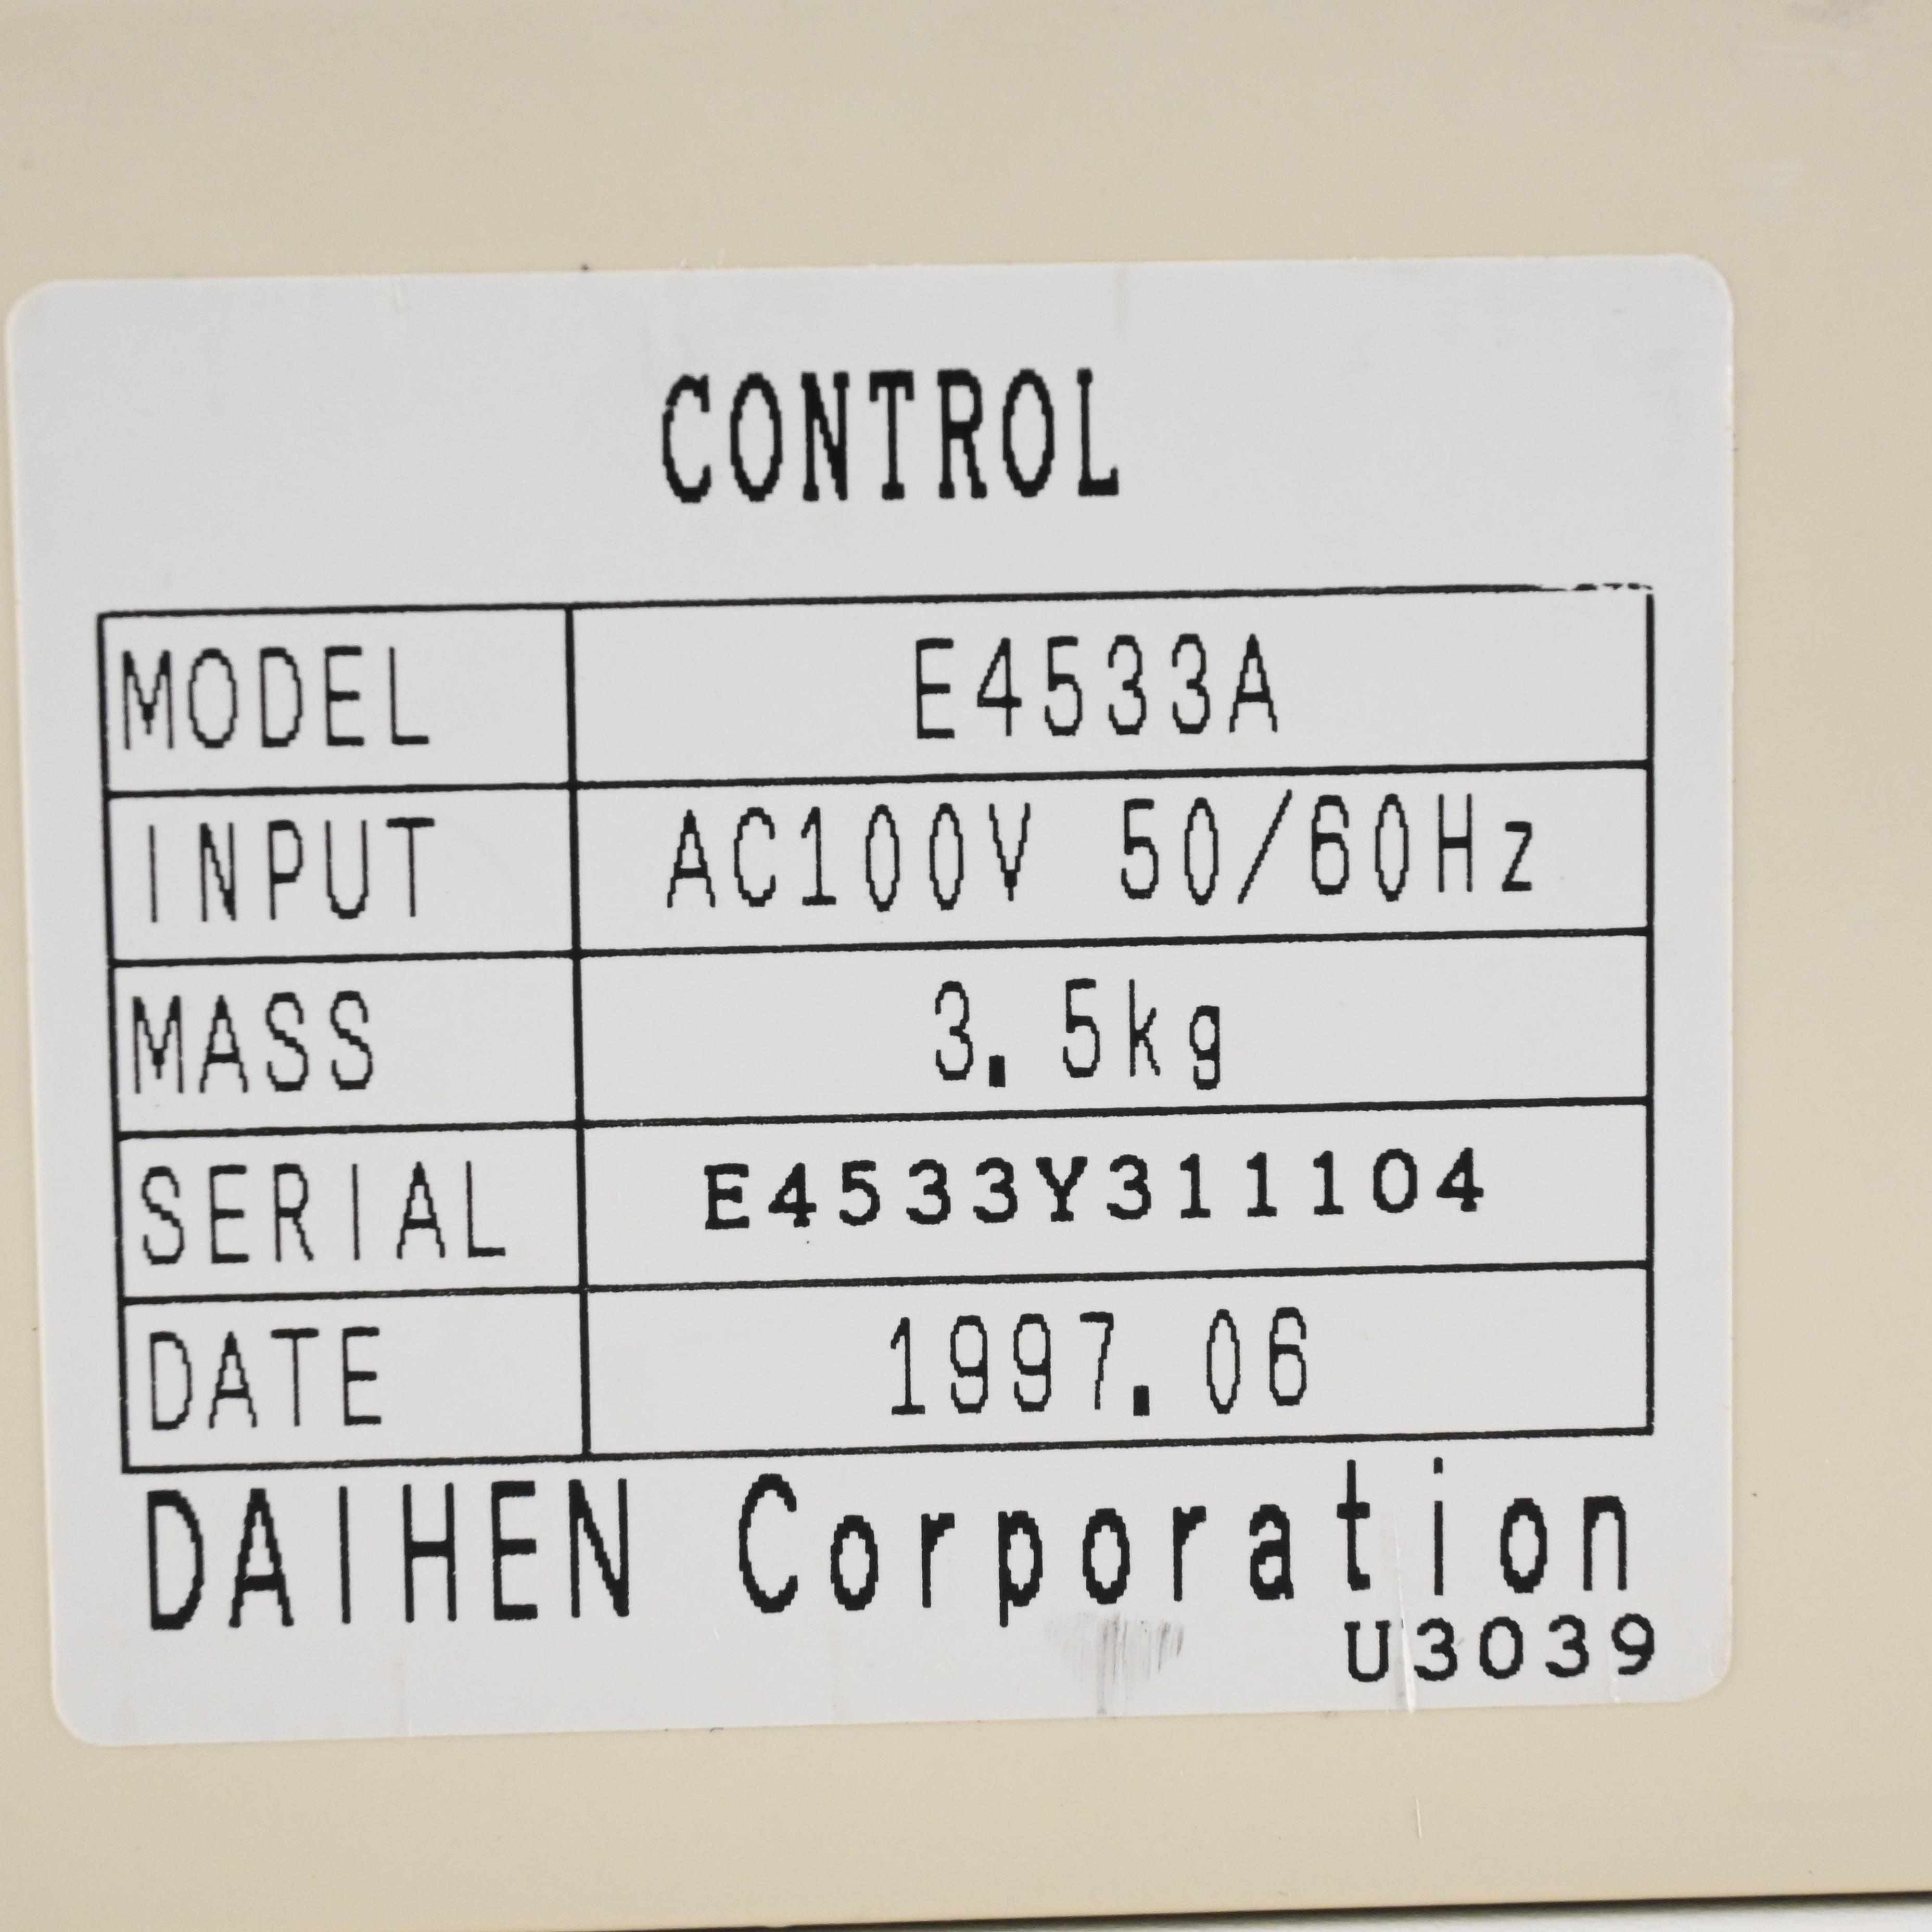 CONTROL
MODEL E4533A
INPUT AC100V 50/60Hz
MASS 3.5kg
SERIAL E4533Y311104
DATE 1997.06
DAIHEN Corporation
U3039